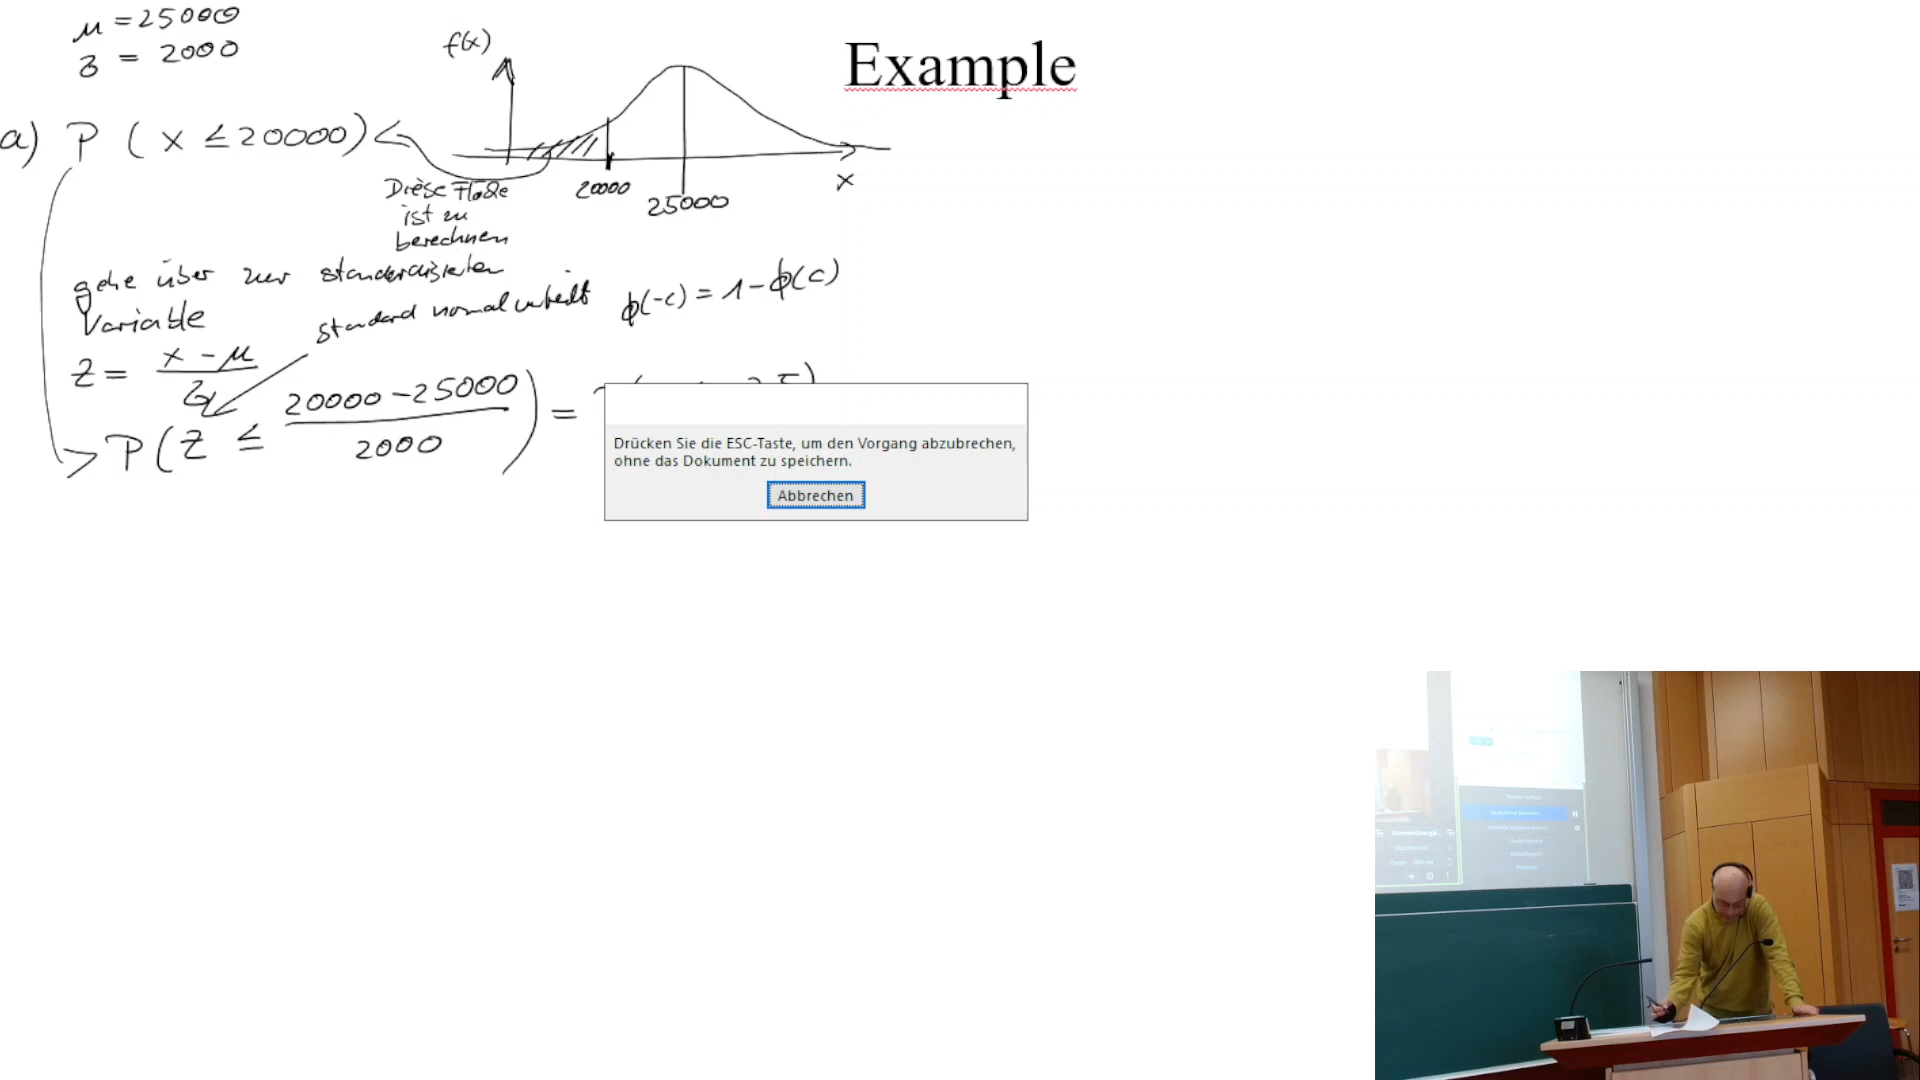 μ = 25000
σ = 2000
Example
f(x)
a) P ( x ≤ 20000)
20000
25000
x
Diese Fläche
ist zu
berechnen
gehe über zur standardisierten
Variable
standard normalverteilt
ϕ(-c) = 1 - ϕ(c)
Z = x - μ / σ
P ( Z ≤ 20000 - 25000 / 2000 ) =
Drücken Sie die ESC-Taste, um den Vorgang abzubrechen,
ohne das Dokument zu speichern.
Abbrechen